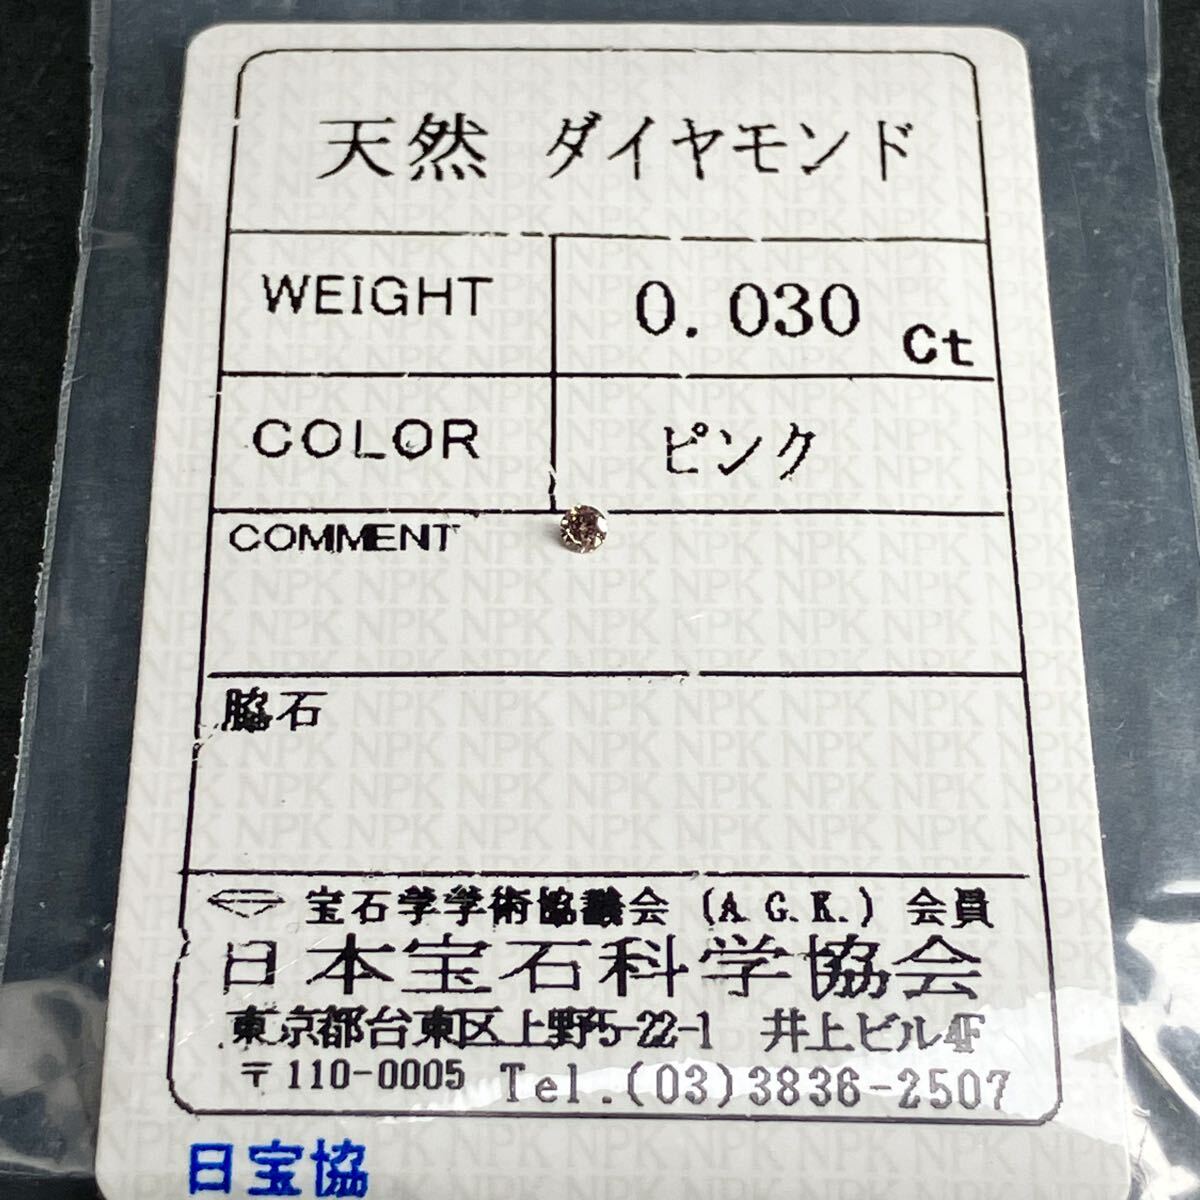 天然 ダイヤモンド
WEIGHT 0.030 Ct
COLOR ピンク
COMMENT
脇石
宝石学学術協議会 (A.G.K.) 会員
日本宝石科学協会
東京都台東区上野5-22-1 井上ビル4F
〒110-0005 Tel.(03)3836-2507
日宝協